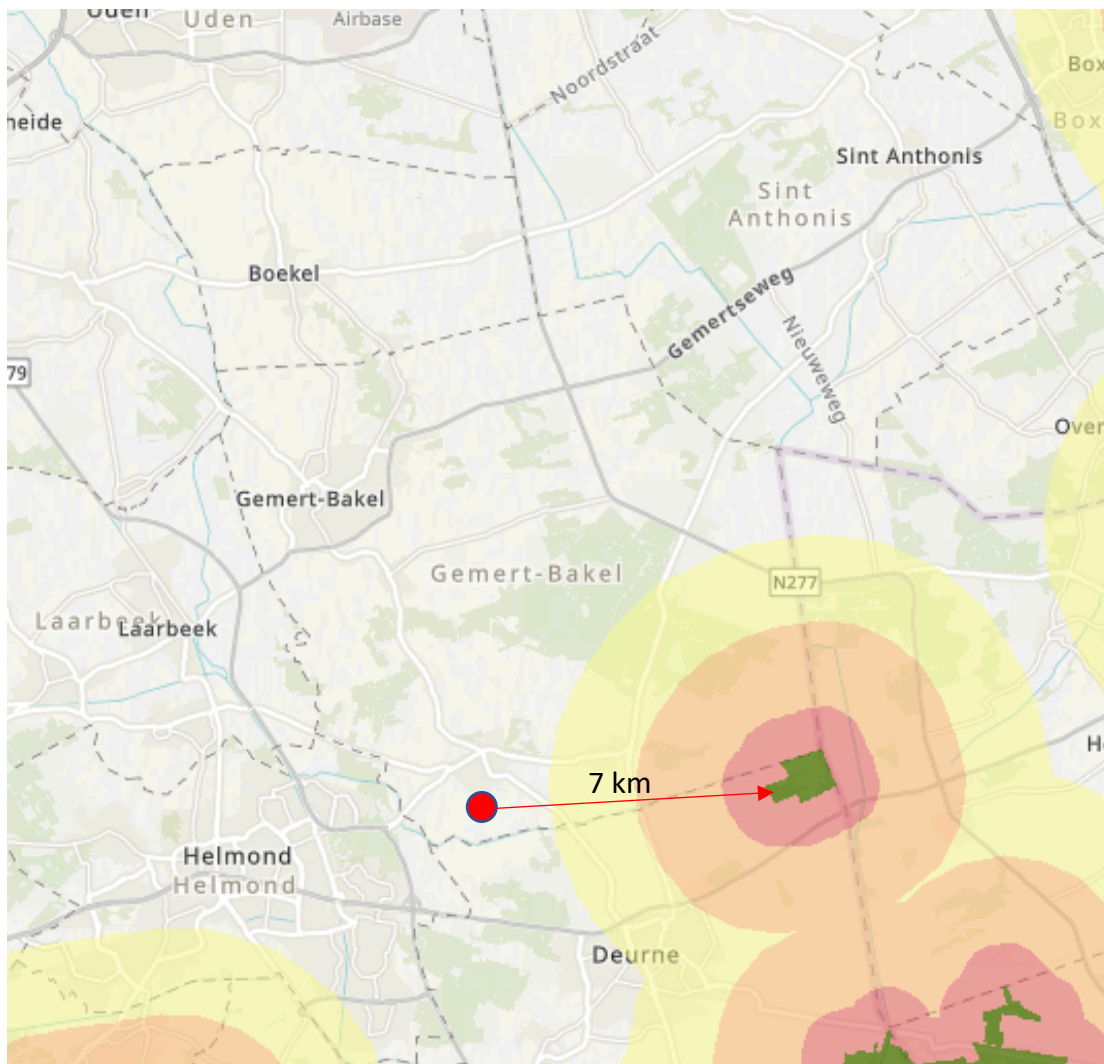 Uden
Uden
Airbase
Noordstraat
Box
Box
heide
Sint Anthonis
Sint
Anthonis
Boekel
Gemertseweg
Nieuweweg
79
Over
Gemert-Bakel
Gemert-Bakel
N277
Laarbeek
Laarbeek
He
7 km
Helmond
Helmond
Deurne